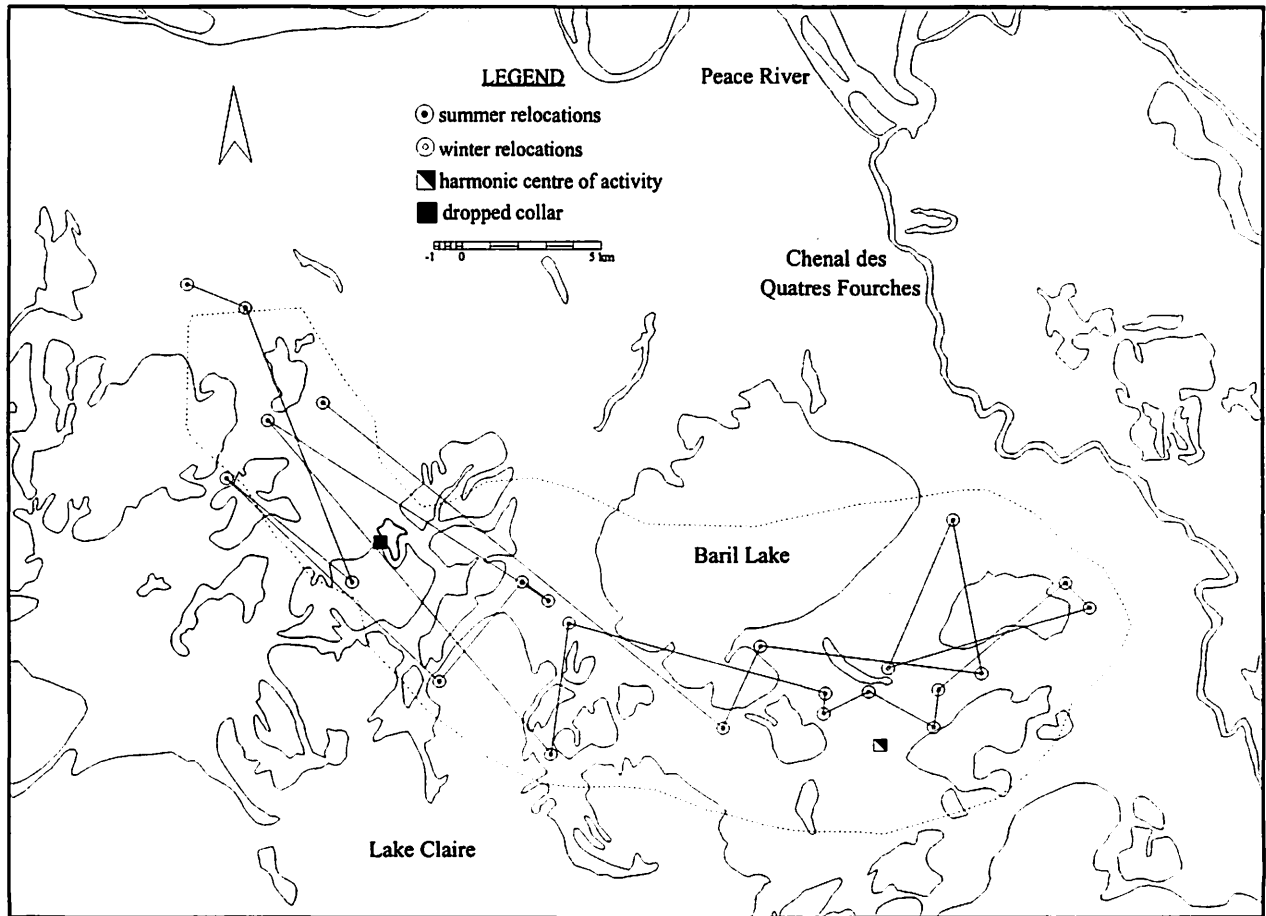 LEGEND
summer relocations
winter relocations
harmonic centre of activity
dropped collar
-1 0 5 km
Peace River
Chenal des
Quatres Fourches
Baril Lake
Lake Claire